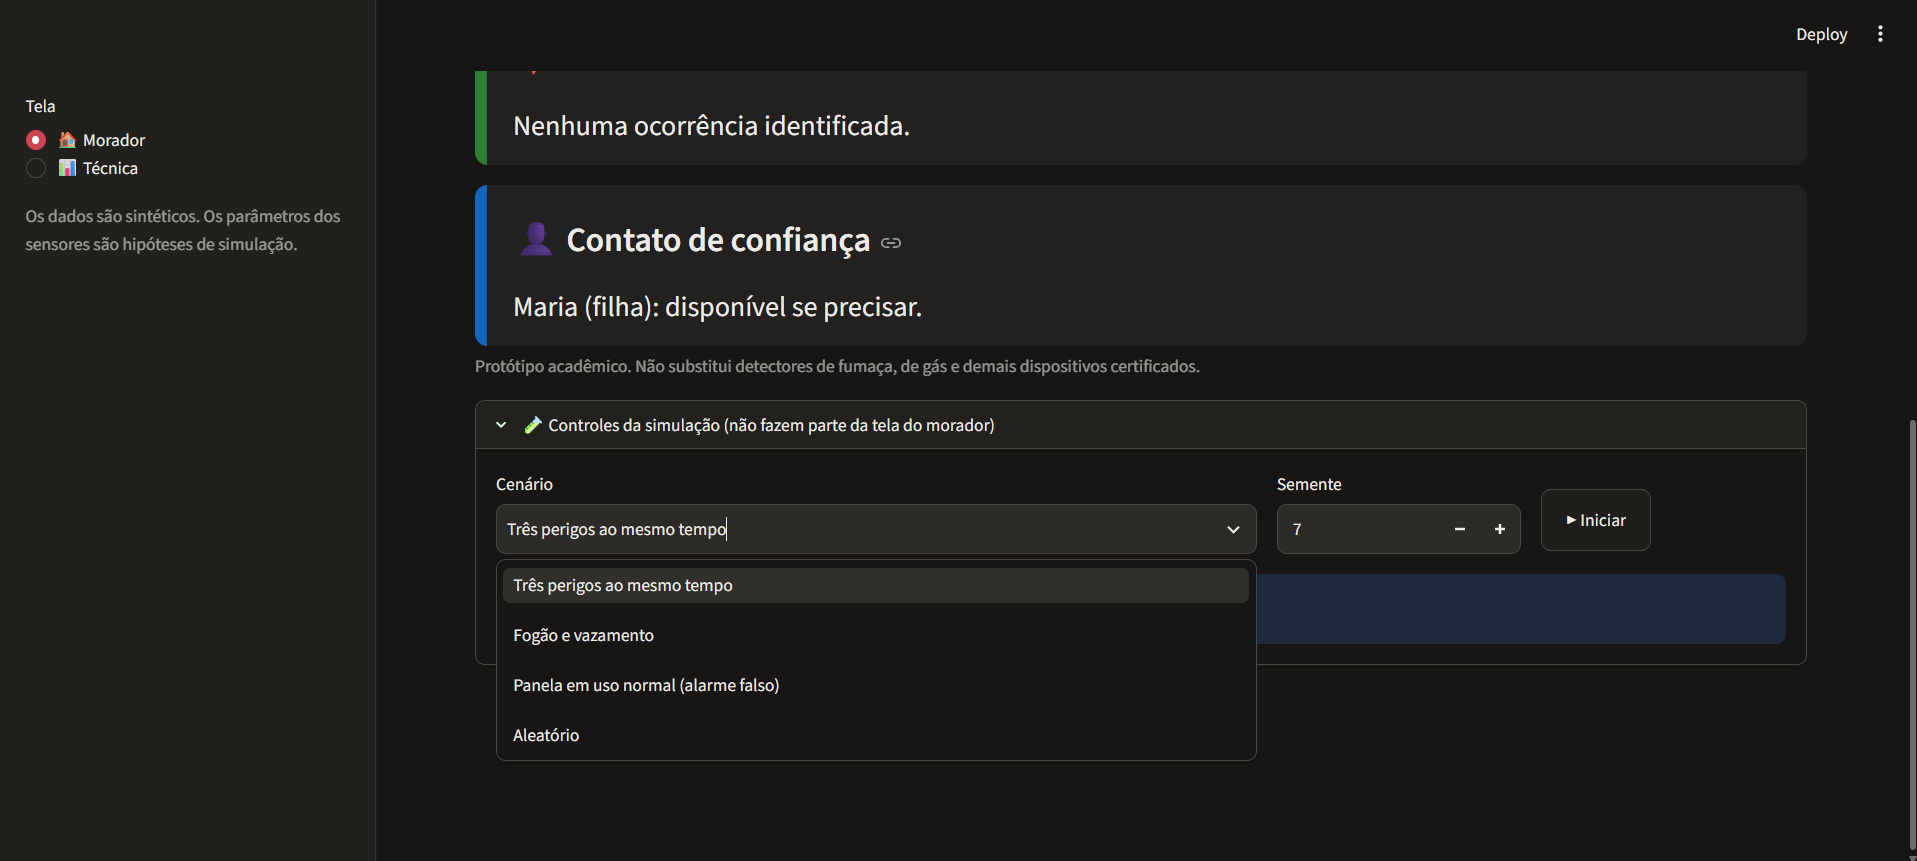 Deploy
Tela
Morador
Técnica
Os dados são sintéticos. Os parâmetros dos
sensores são hipóteses de simulação.
Nenhuma ocorrência identificada.
Contato de confiança
Maria (filha): disponível se precisar.
Protótipo acadêmico. Não substitui detectores de fumaça, de gás e demais dispositivos certificados.
Controles da simulação (não fazem parte da tela do morador)
Cenário
Semente
Três perigos ao mesmo tempo
7
Iniciar
Três perigos ao mesmo tempo
Fogão e vazamento
Panela em uso normal (alarme falso)
Aleatório